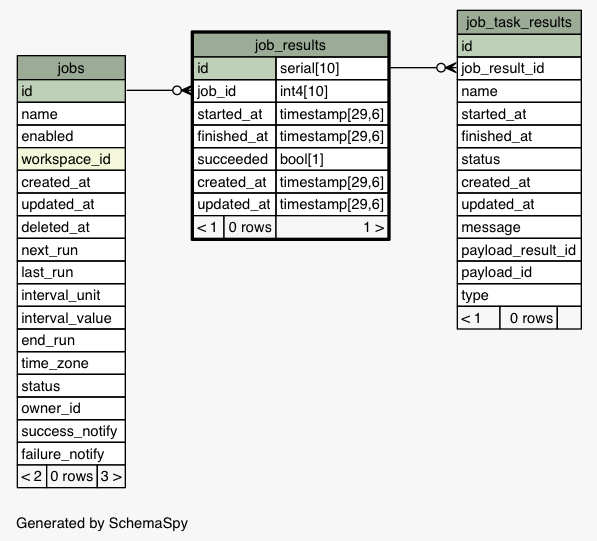 jobs
id
name
enabled
workspace_id
created_at
updated_at
deleted_at
next_run
last_run
interval_unit
interval_value
end_run
time_zone
status
owner_id
success_notify
failure_notify
< 2 0 rows 3 >
job_results
id serial[10]
job_id int4[10]
started_at timestamp[29,6]
finished_at timestamp[29,6]
succeeded bool[1]
created_at timestamp[29,6]
updated_at timestamp[29,6]
< 1 0 rows 1 >
job_task_results
id
job_result_id
name
started_at
finished_at
status
created_at
updated_at
message
payload_result_id
payload_id
type
< 1 0 rows
Generated by SchemaSpy